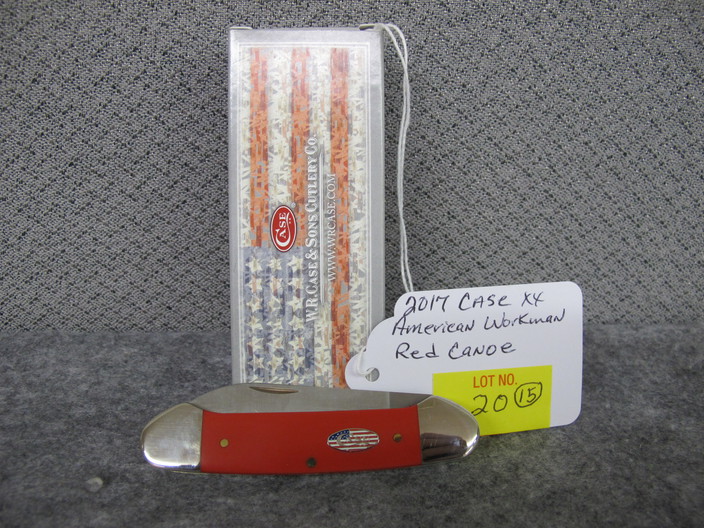 CASE
W.R. CASE & SONS CUTLERY CO.
WWW.WRCASE.COM
2017 CASE XX
American Workman
Red Canoe
LOT NO.
20 15